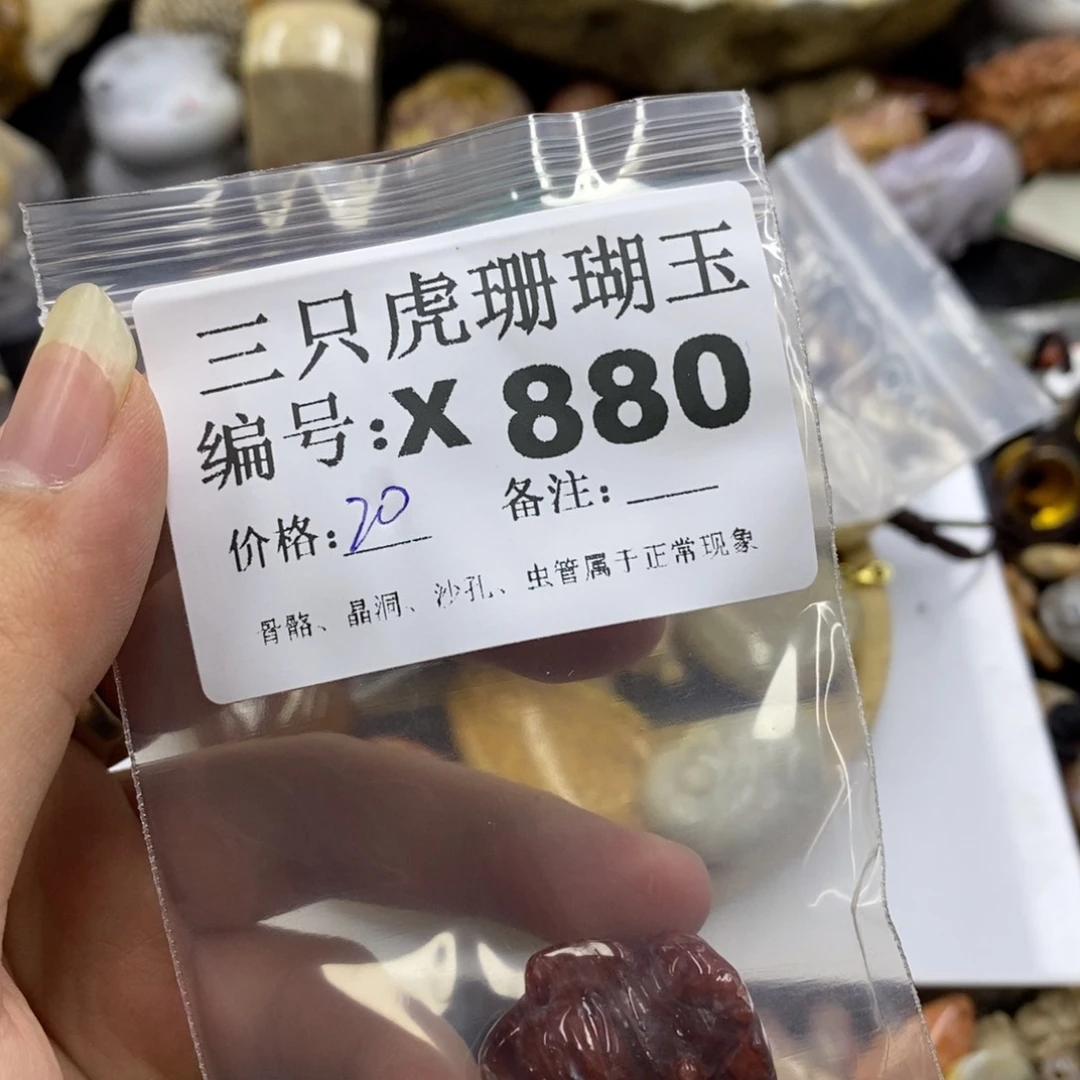 三只虎珊瑚玉
编号:X 880
价格:20 备注:
骨骼、晶洞、沙孔、虫管属于正常现象